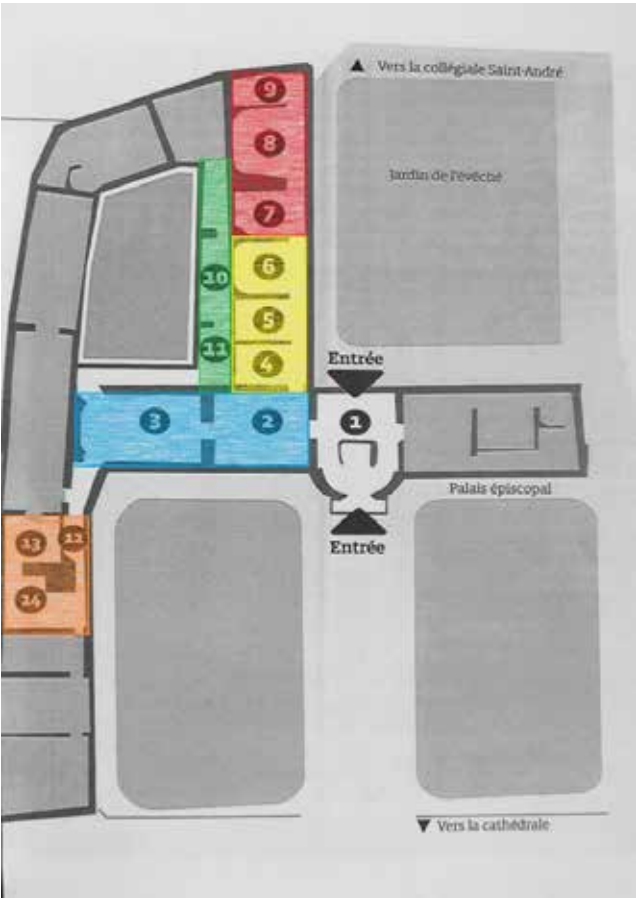 ▲ Vers la collégiale Saint-André
9
8
Jardin de l'évêché
7
6
10
5
11
4
Entrée
3
2
1
Palais épiscopal
13
12
Entrée
14
▼ Vers la cathédrale